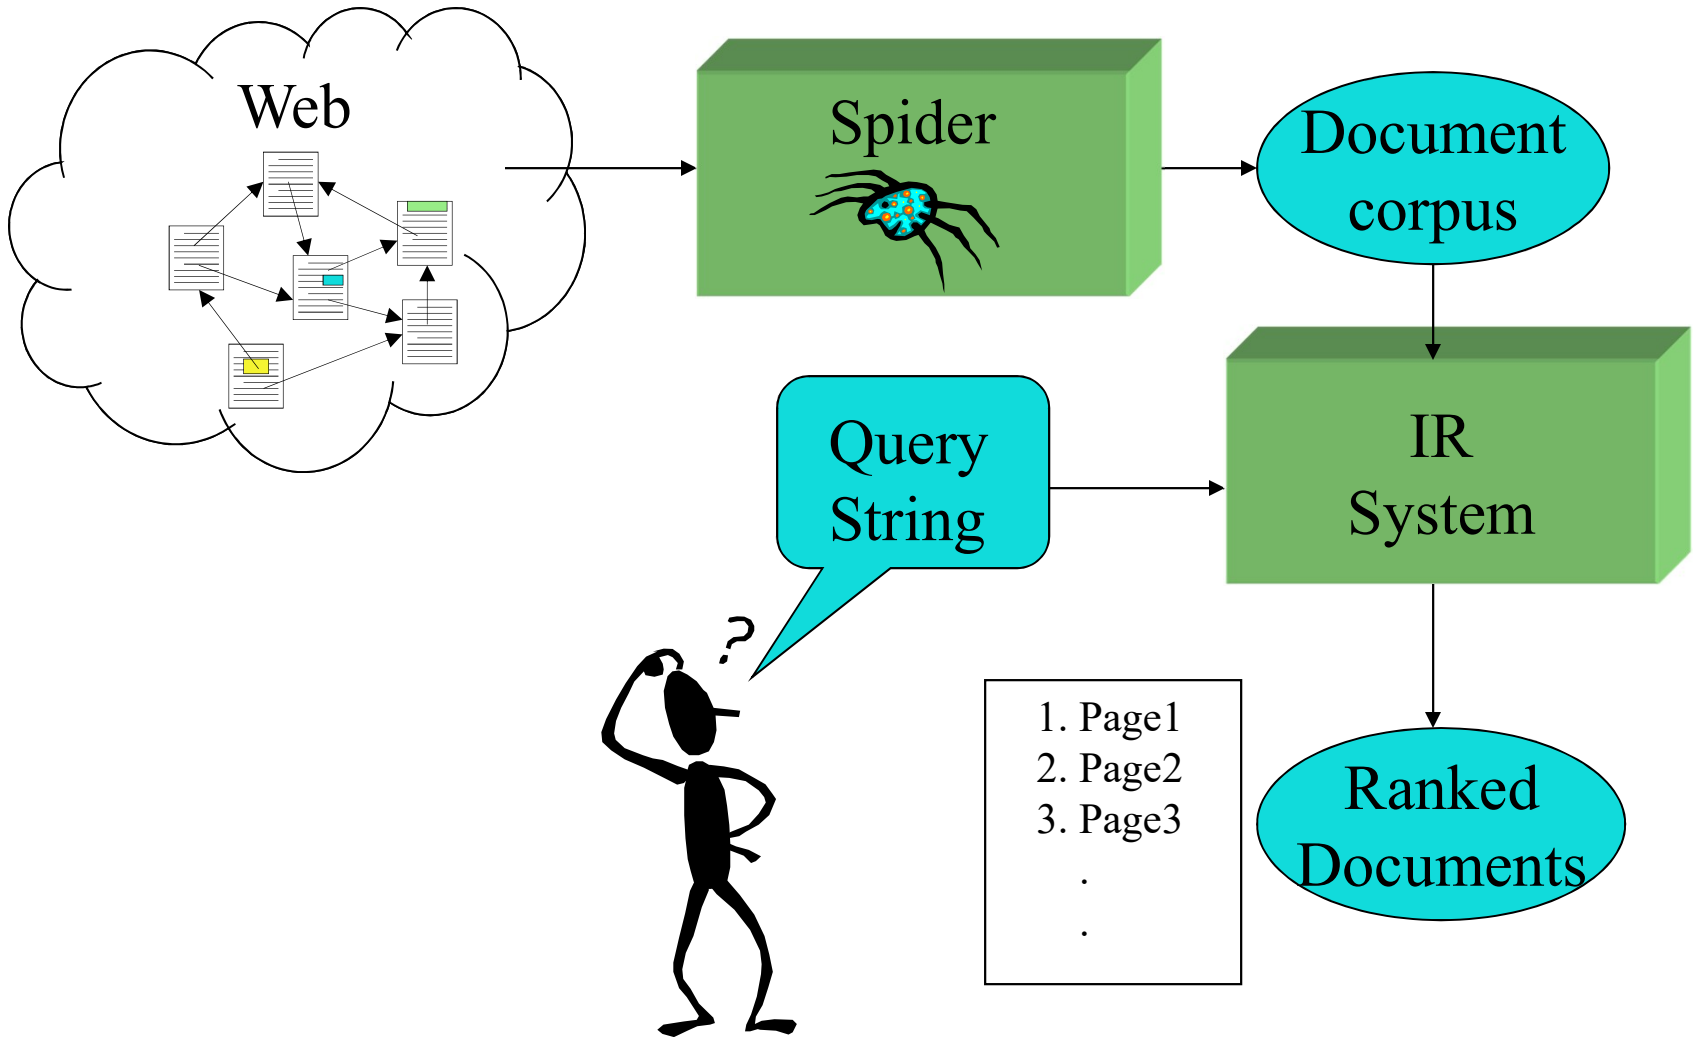 Web
Spider
Document
corpus
Query
String
?
IR
System
1. Page1
2. Page2
3. Page3
.
.
Ranked
Documents